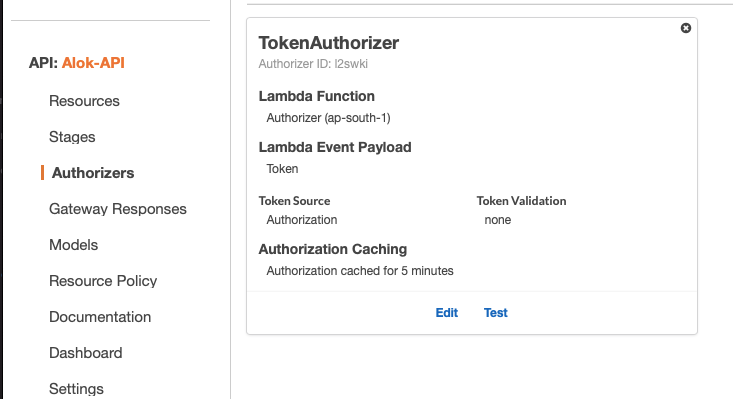 API: Alok-API
Resources
Stages
Authorizers
Gateway Responses
Models
Resource Policy
Documentation
Dashboard
Settings
TokenAuthorizer
Authorizer ID: l2swki
Lambda Function
Authorizer (ap-south-1)
Lambda Event Payload
Token
Token Source Token Validation
Authorization none
Authorization Caching
Authorization cached for 5 minutes
Edit Test